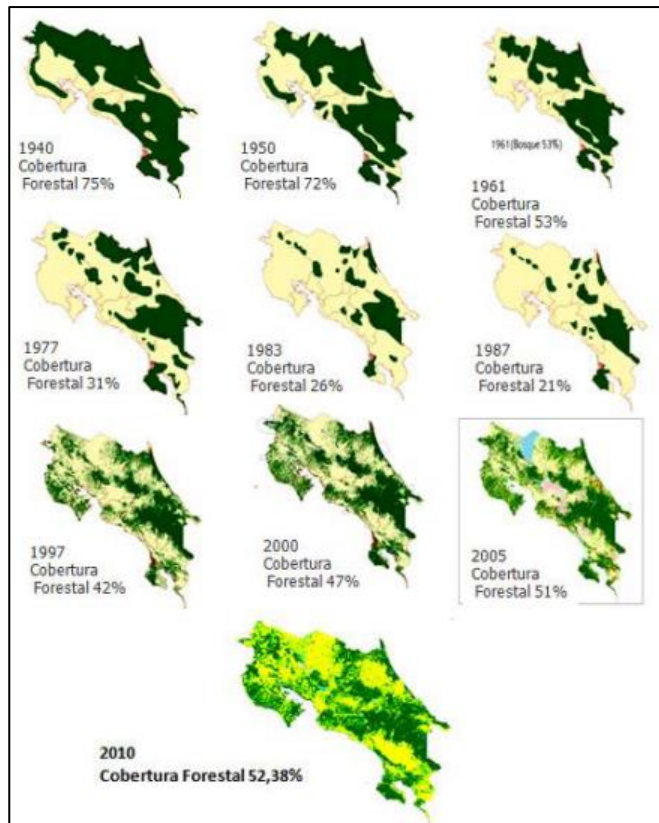 1940
Cobertura
Forestal 75%
1950
Cobertura
Forestal 72%
1961(Bosque 53%)
1961
Cobertura
Forestal 53%
1977
Cobertura
Forestal 31%
1983
Cobertura
Forestal 26%
1987
Cobertura
Forestal 21%
1997
Cobertura
Forestal 42%
2000
Cobertura
Forestal 47%
2005
Cobertura
Forestal 51%
2010
Cobertura Forestal 52,38%